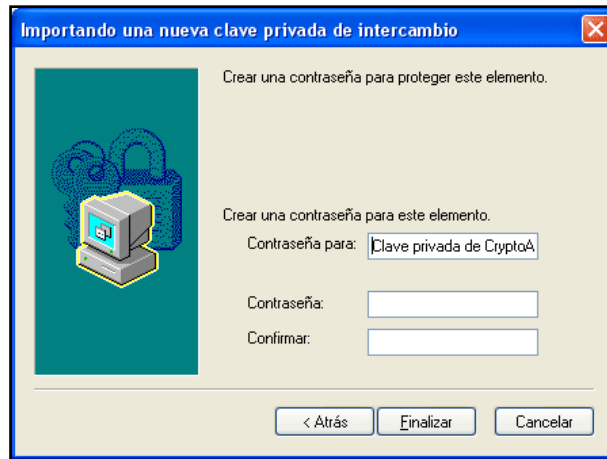 Importando una nueva clave privada de intercambio
Crear una contraseña para proteger este elemento.
Crear una contraseña para este elemento.
Contraseña para: Clave privada de CryptoA
Contraseña:
Confirmar:
< Atrás Finalizar Cancelar